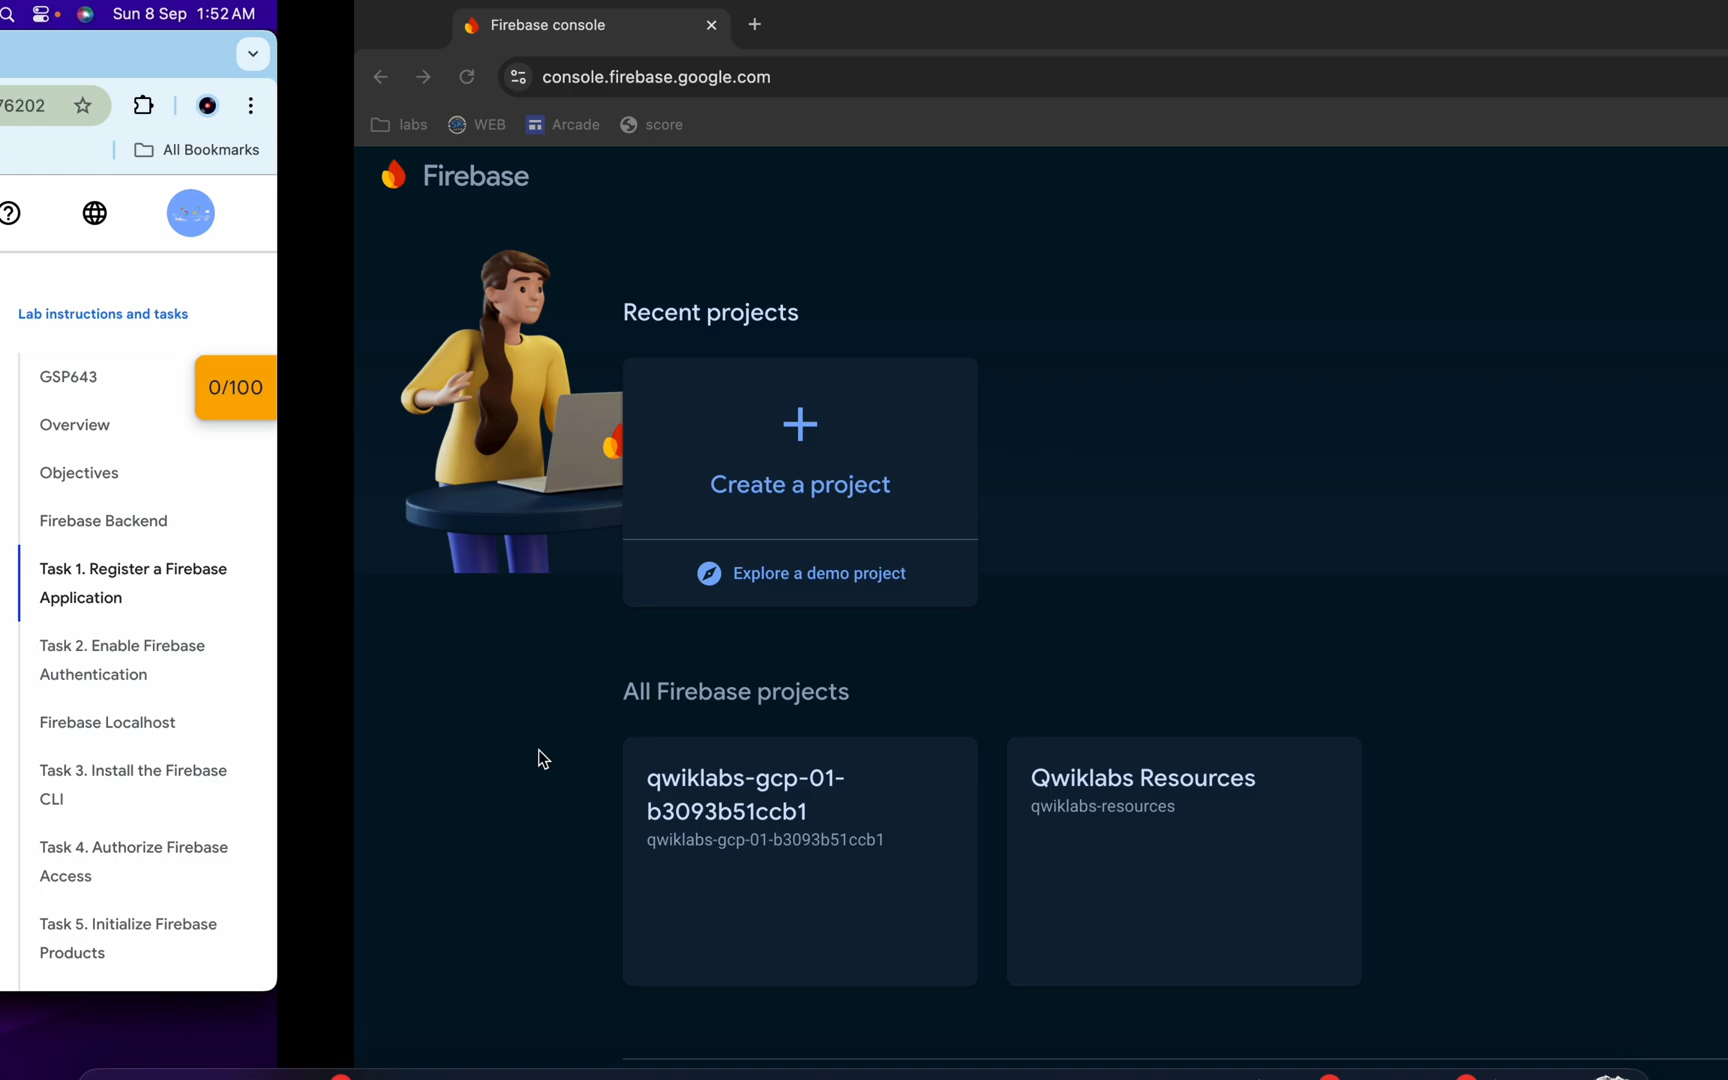 Sun 8 Sep 1:52 AM
76202
All Bookmarks
Lab instructions and tasks
GSP643
0/100
Overview
Objectives
Firebase Backend
Task 1. Register a Firebase
Application
Task 2. Enable Firebase
Authentication
Firebase Localhost
Task 3. Install the Firebase
CLI
Task 4. Authorize Firebase
Access
Task 5. Initialize Firebase
Products
Firebase console
console.firebase.google.com
labs WEB Arcade score
Firebase
Recent projects
Create a project
Explore a demo project
All Firebase projects
qwiklabs-gcp-01-
b3093b51ccb1
qwiklabs-gcp-01-b3093b51ccb1
Qwiklabs Resources
qwiklabs-resources